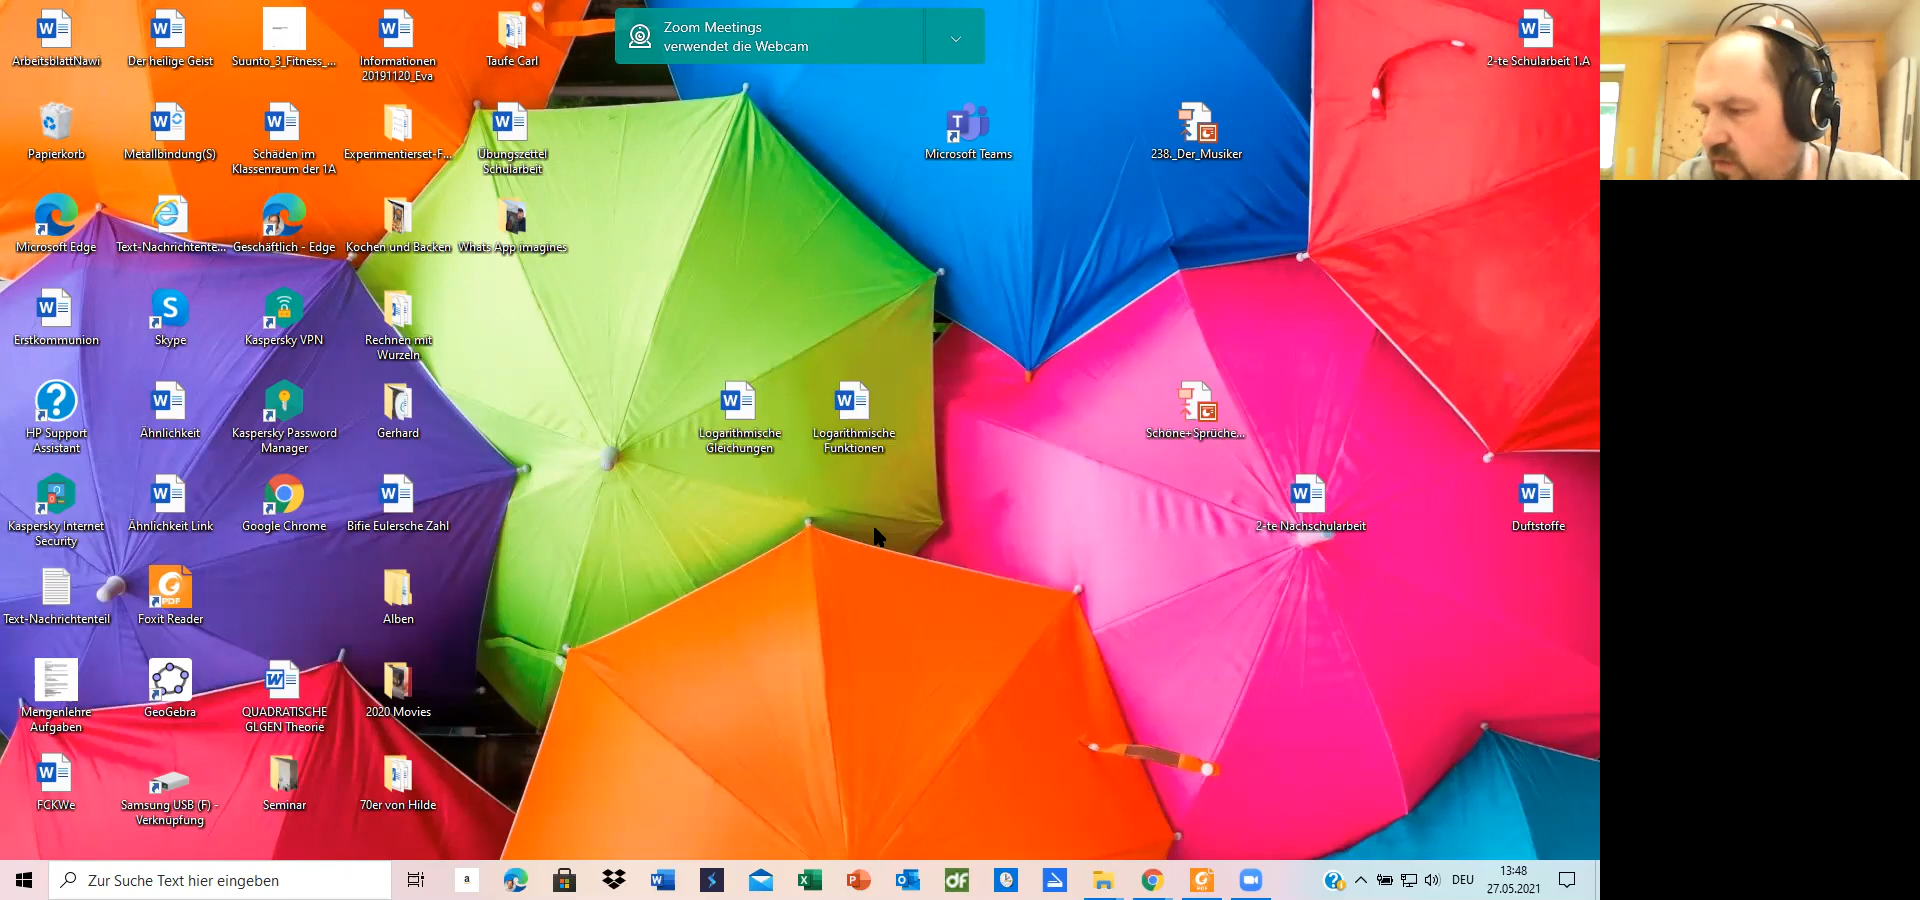 Zoom Meetings
verwendet die Webcam
ArbeitsblattNawi
Der heilige Geist
Suunto_3_Fitness_...
Informationen
20191120_Eva
Taufe Carl
2-te Schularbeit 1.A
Papierkorb
Metallbindung(S)
Schäden im
Klassenraum der 1A
Experimentierset-F...
Übungszettel
Schularbeit
Microsoft Teams
238._Der_Musiker
Microsoft Edge
Text-Nachrichtente...
Geschäftlich - Edge
Kochen und Backen
Whats App imagines
Erstkommunion
Skype
Kaspersky VPN
Rechnen mit
Wurzeln
HP Support
Assistant
Ähnlichkeit
Kaspersky Password
Manager
Gerhard
Logarithmische
Gleichungen
Logarithmische
Funktionen
Schöne+Sprüche...
Kaspersky Internet
Security
Ähnlichkeit Link
Google Chrome
Bifie Eulersche Zahl
2-te Nachschularbeit
Duftstoffe
Text-Nachrichtenteil
Foxit Reader
Alben
Mengenlehre
Aufgaben
GeoGebra
QUADRATISCHE
GLGEN Theorie
2020 Movies
FCKWe
Samsung USB (F) -
Verknüpfung
Seminar
70er von Hilde
Zur Suche Text hier eingeben
DEU
13:48
27.05.2021